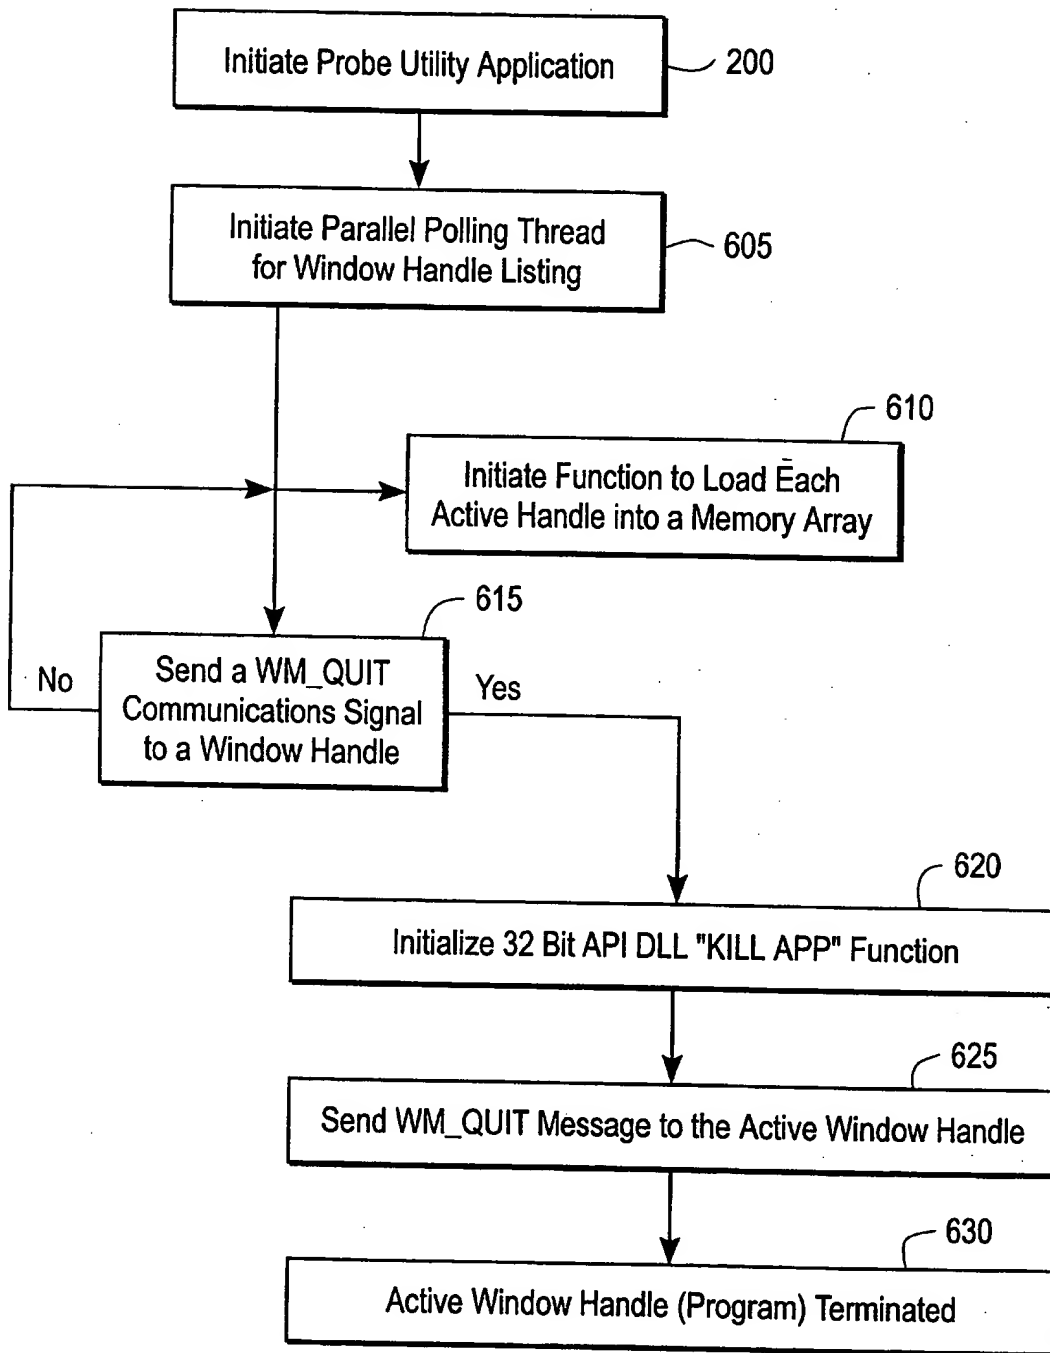 Initiate Probe Utility Application
200
Initiate Parallel Polling Thread
for Window Handle Listing
605
610
Initiate Function to Load Each
Active Handle into a Memory Array
615
Send a WM_QUIT
Communications Signal
to a Window Handle
No
Yes
620
Initialize 32 Bit API DLL "KILL APP" Function
625
Send WM_QUIT Message to the Active Window Handle
630
Active Window Handle (Program) Terminated